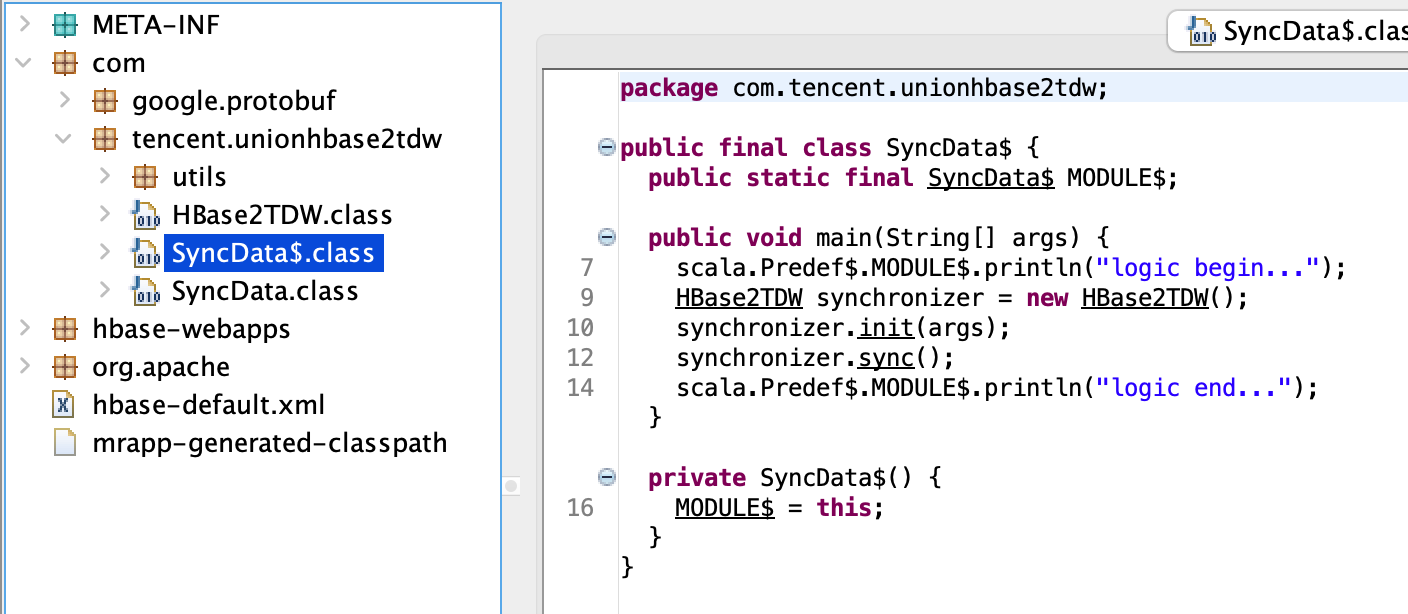 META-INF
com
google.protobuf
tencent.unionhbase2tdw
utils
HBase2TDW.class
SyncData$.class
SyncData.class
hbase-webapps
org.apache
hbase-default.xml
mrapp-generated-classpath
SyncData$.clas
package com.tencent.unionhbase2tdw;
public final class SyncData$ {
public static final SyncData$ MODULE$;
public void main(String[] args) {
7 scala.Predef$.MODULE$.println("logic begin...");
9 HBase2TDW synchronizer = new HBase2TDW();
10 synchronizer.init(args);
12 synchronizer.sync();
14 scala.Predef$.MODULE$.println("logic end...");
}
private SyncData$() {
16 MODULE$ = this;
}
}